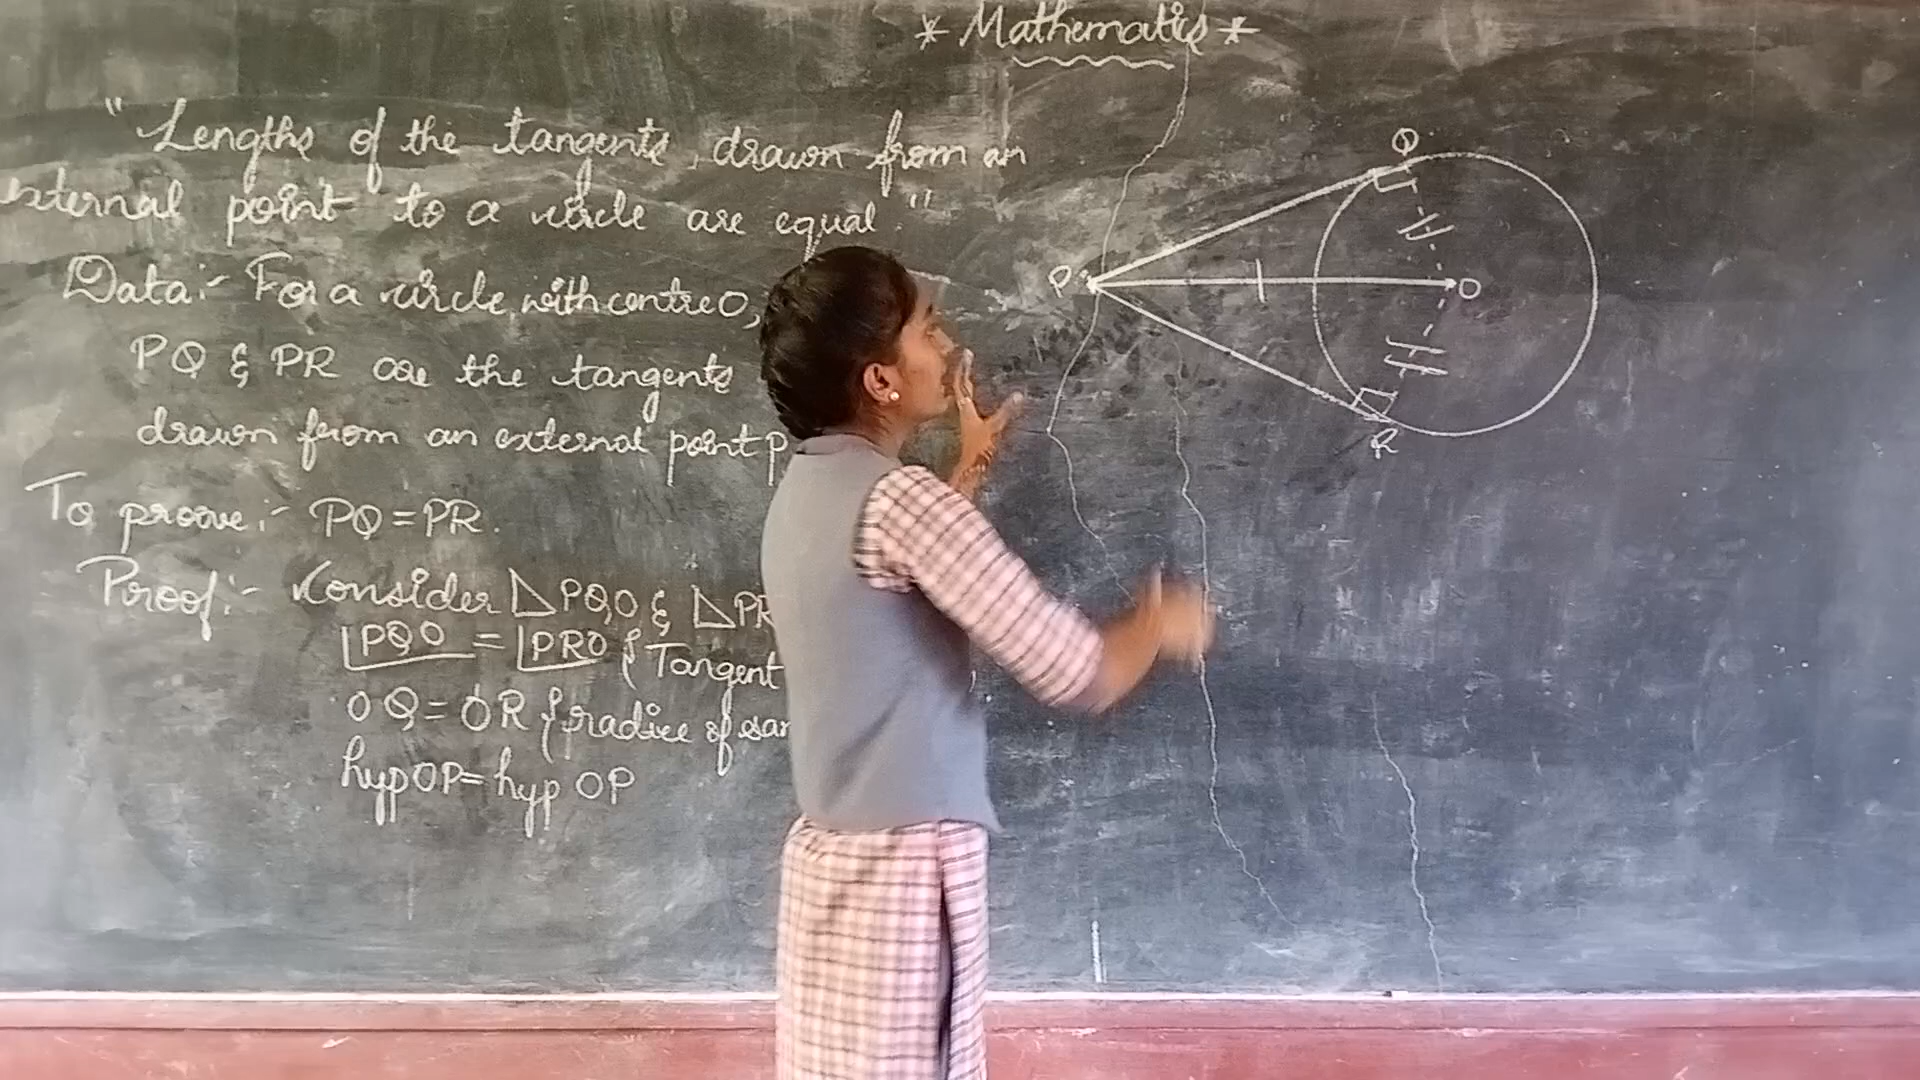 * Mathematics *
"Lengths of the tangents, drawn from an
external point to a circle are equal"
Data:- For a circle, with centre O,
PQ & PR are the tangents
drawn from an external point P
To proove:- PQ = PR.
Proof:- Consider △PQO & △PR
∠PQO = ∠PRO { Tangent
OQ = OR { radice of sa
hyp OP = hyp OP
Q
P
O
R